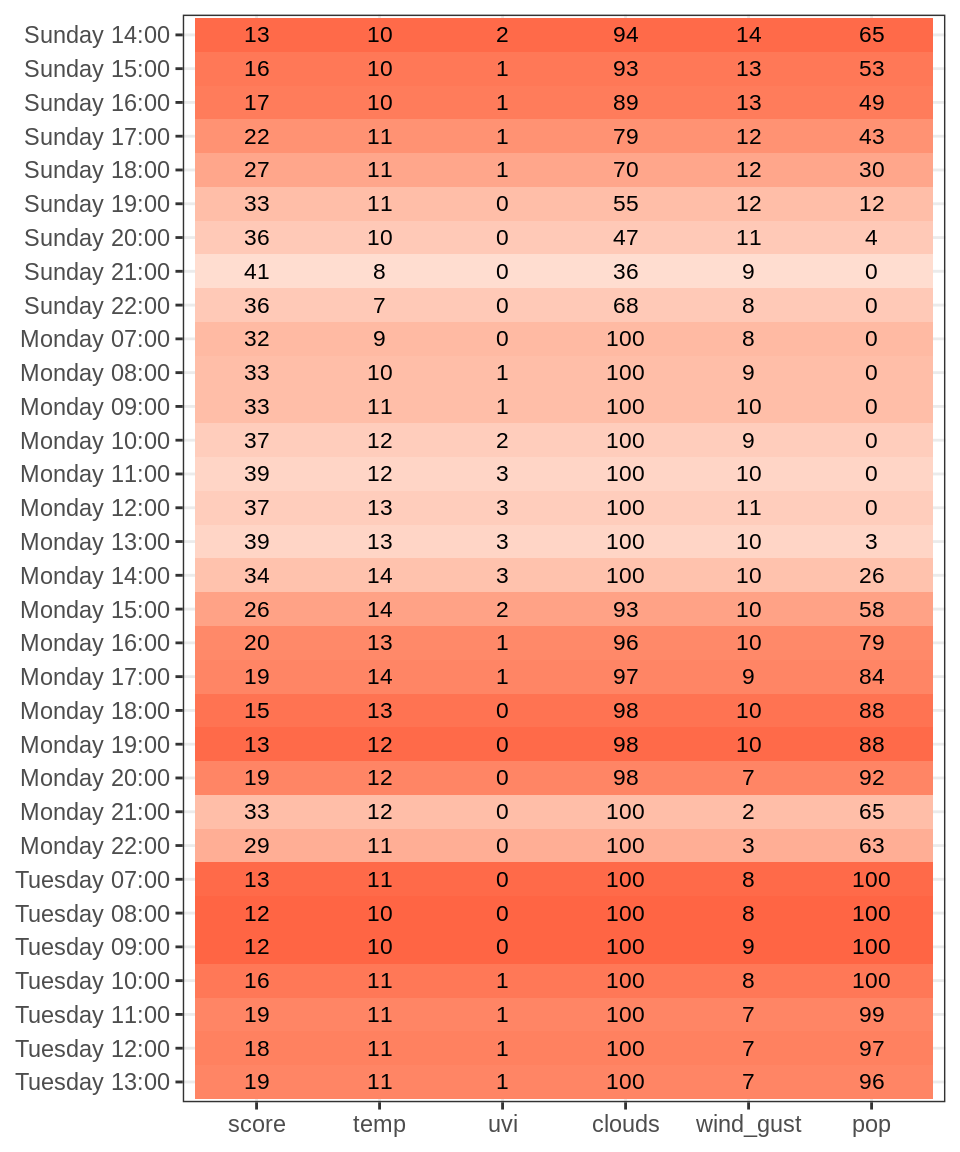 Sunday 14:00 13 10 2 94 14 65
Sunday 15:00 16 10 1 93 13 53
Sunday 16:00 17 10 1 89 13 49
Sunday 17:00 22 11 1 79 12 43
Sunday 18:00 27 11 1 70 12 30
Sunday 19:00 33 11 0 55 12 12
Sunday 20:00 36 10 0 47 11 4
Sunday 21:00 41 8 0 36 9 0
Sunday 22:00 36 7 0 68 8 0
Monday 07:00 32 9 0 100 8 0
Monday 08:00 33 10 1 100 9 0
Monday 09:00 33 11 1 100 10 0
Monday 10:00 37 12 2 100 9 0
Monday 11:00 39 12 3 100 10 0
Monday 12:00 37 13 3 100 11 0
Monday 13:00 39 13 3 100 10 3
Monday 14:00 34 14 3 100 10 26
Monday 15:00 26 14 2 93 10 58
Monday 16:00 20 13 1 96 10 79
Monday 17:00 19 14 1 97 9 84
Monday 18:00 15 13 0 98 10 88
Monday 19:00 13 12 0 98 10 88
Monday 20:00 19 12 0 98 7 92
Monday 21:00 33 12 0 100 2 65
Monday 22:00 29 11 0 100 3 63
Tuesday 07:00 13 11 0 100 8 100
Tuesday 08:00 12 10 0 100 8 100
Tuesday 09:00 12 10 0 100 9 100
Tuesday 10:00 16 11 1 100 8 100
Tuesday 11:00 19 11 1 100 7 99
Tuesday 12:00 18 11 1 100 7 97
Tuesday 13:00 19 11 1 100 7 96
score temp uvi clouds wind_gust pop